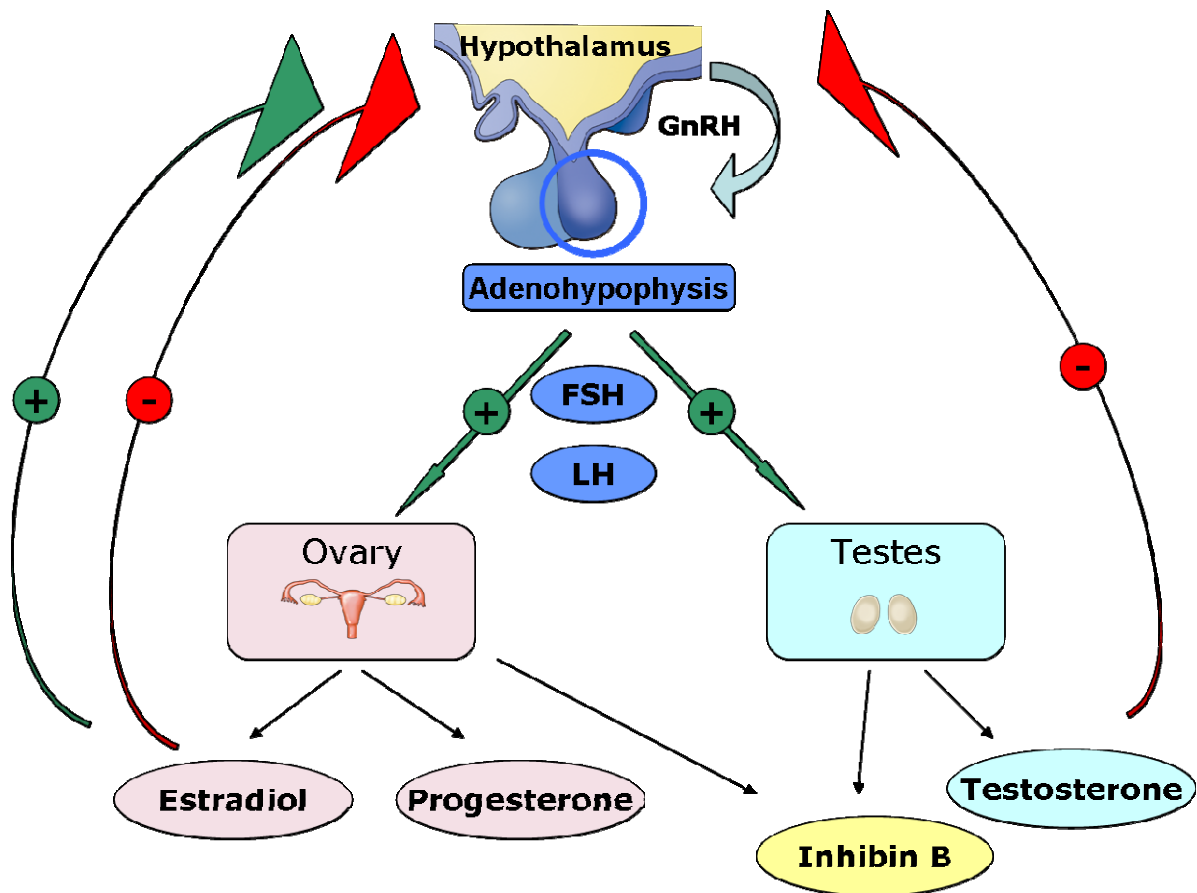 Hypothalamus
GnRH
Adenohypophysis
+
-
+
FSH
+
-
LH
Ovary
Testes
Estradiol
Progesterone
Testosterone
Inhibin B